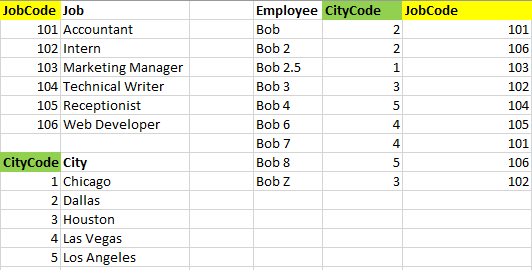 JobCode Job Employee CityCode JobCode
101 Accountant Bob 2 101
102 Intern Bob 2 2 106
103 Marketing Manager Bob 2.5 1 103
104 Technical Writer Bob 3 3 102
105 Receptionist Bob 4 5 104
106 Web Developer Bob 6 4 105
Bob 7 4 101
CityCode City Bob 8 5 106
1 Chicago Bob Z 3 102
2 Dallas
3 Houston
4 Las Vegas
5 Los Angeles